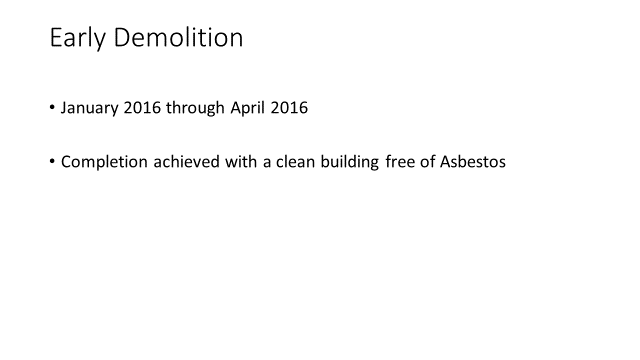 Early Demolition
• January 2016 through April 2016
• Completion achieved with a clean building free of Asbestos